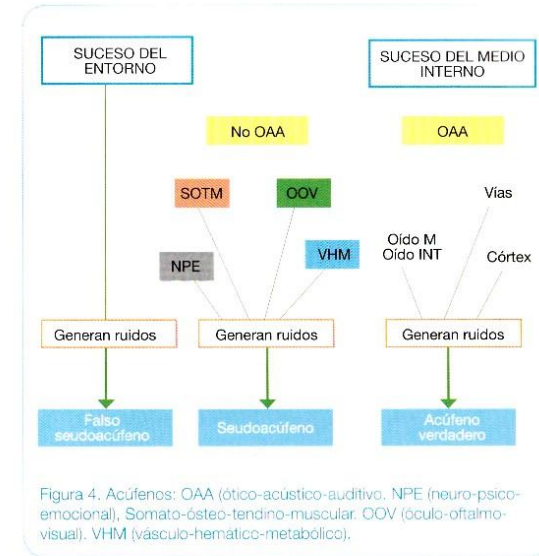 SUCESO DEL
ENTORNO
SUCESO DEL MEDIO
INTERNO
No OAA
OAA
SOTM
OOV
Vías
NPE
VHM
Oído M
Oído INT
Córtex
Generan ruidos
Generan ruidos
Generan ruidos
Falso
seudoacúfeno
Seudoacúfeno
Acúfeno
verdadero
Figura 4. Acúfenos: OAA (ótico-acústico-auditivo. NPE (neuro-psico-
emocional), Somato-ósteo-tendino-muscular. OOV (óculo-oftalmo-
visual). VHM (vásculo-hemático-metabólico).